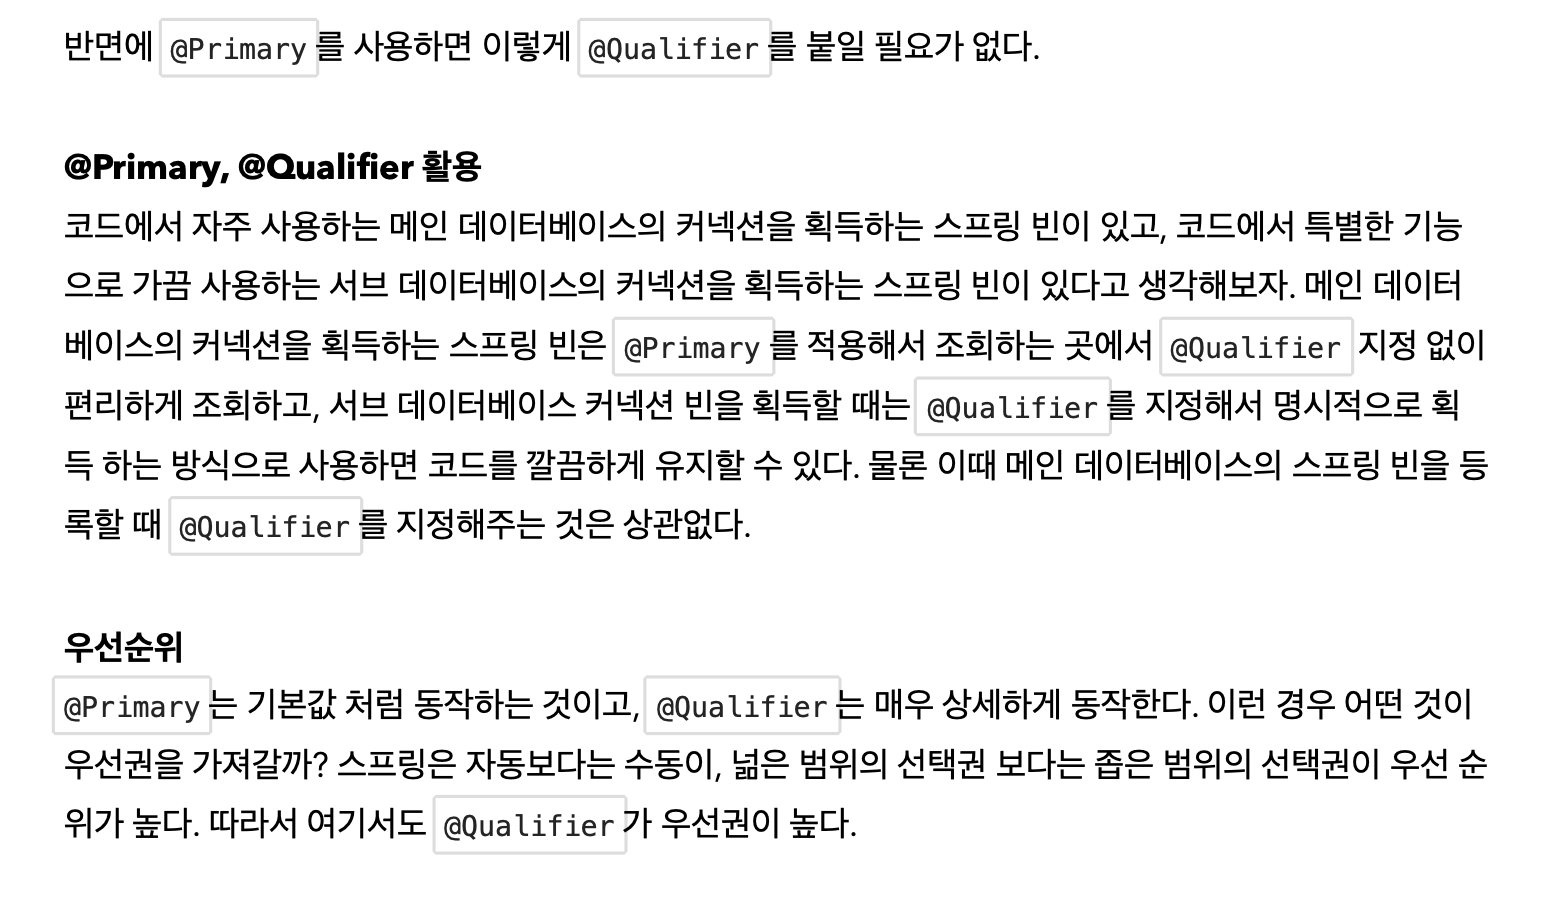 반면에 @Primary 를 사용하면 이렇게 @Qualifier 를 붙일 필요가 없다.
@Primary, @Qualifier 활용
코드에서 자주 사용하는 메인 데이터베이스의 커넥션을 획득하는 스프링 빈이 있고, 코드에서 특별한 기능
으로 가끔 사용하는 서브 데이터베이스의 커넥션을 획득하는 스프링 빈이 있다고 생각해보자. 메인 데이터
베이스의 커넥션을 획득하는 스프링 빈은 @Primary 를 적용해서 조회하는 곳에서 @Qualifier 지정 없이
편리하게 조회하고, 서브 데이터베이스 커넥션 빈을 획득할 때는 @Qualifier 를 지정해서 명시적으로 획
득 하는 방식으로 사용하면 코드를 깔끔하게 유지할 수 있다. 물론 이때 메인 데이터베이스의 스프링 빈을 등
록할 때 @Qualifier 를 지정해주는 것은 상관없다.
우선순위
@Primary 는 기본값 처럼 동작하는 것이고, @Qualifier 는 매우 상세하게 동작한다. 이런 경우 어떤 것이
우선권을 가져갈까? 스프링은 자동보다는 수동이, 넒은 범위의 선택권 보다는 좁은 범위의 선택권이 우선 순
위가 높다. 따라서 여기서도 @Qualifier 가 우선권이 높다.